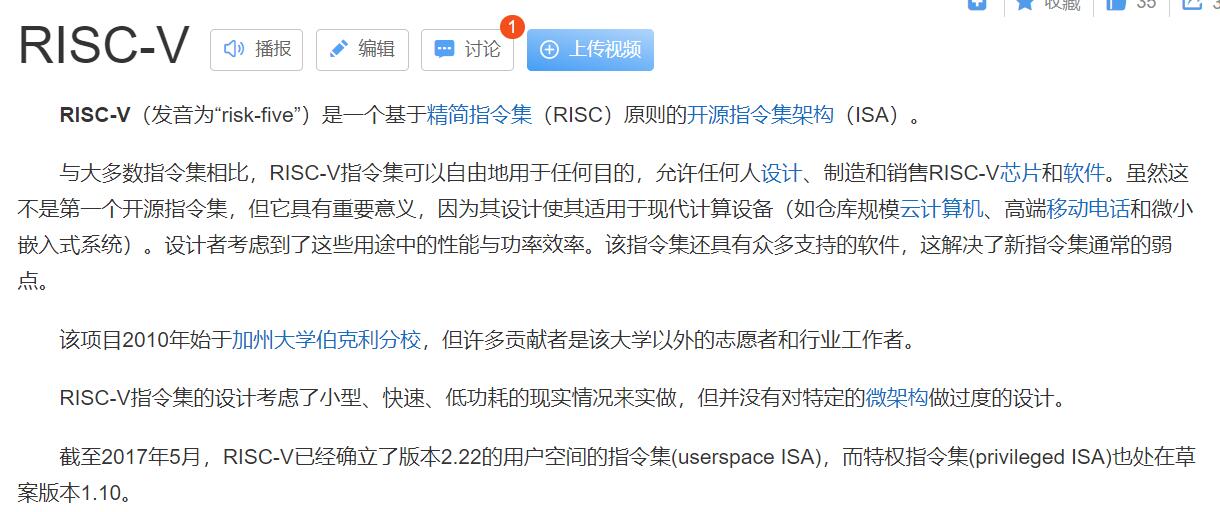 收藏 35
RISC-V 播报 编辑 讨论 1 上传视频
RISC-V（发音为“risk-five”）是一个基于精简指令集（RISC）原则的开源指令集架构（ISA）。
与大多数指令集相比，RISC-V指令集可以自由地用于任何目的，允许任何人设计、制造和销售RISC-V芯片和软件。虽然这
不是第一个开源指令集，但它具有重要意义，因为其设计使其适用于现代计算设备（如仓库规模云计算机、高端移动电话和微小
嵌入式系统）。设计者考虑到了这些用途中的性能与功率效率。该指令集还具有众多支持的软件，这解决了新指令集通常的弱
点。
该项目2010年始于加州大学伯克利分校，但许多贡献者是该大学以外的志愿者和行业工作者。
RISC-V指令集的设计考虑了小型、快速、低功耗的现实情况来实做，但并没有对特定的微架构做过度的设计。
截至2017年5月，RISC-V已经确立了版本2.22的用户空间的指令集(userspace ISA)，而特权指令集(privileged ISA)也处在草
案版本1.10。